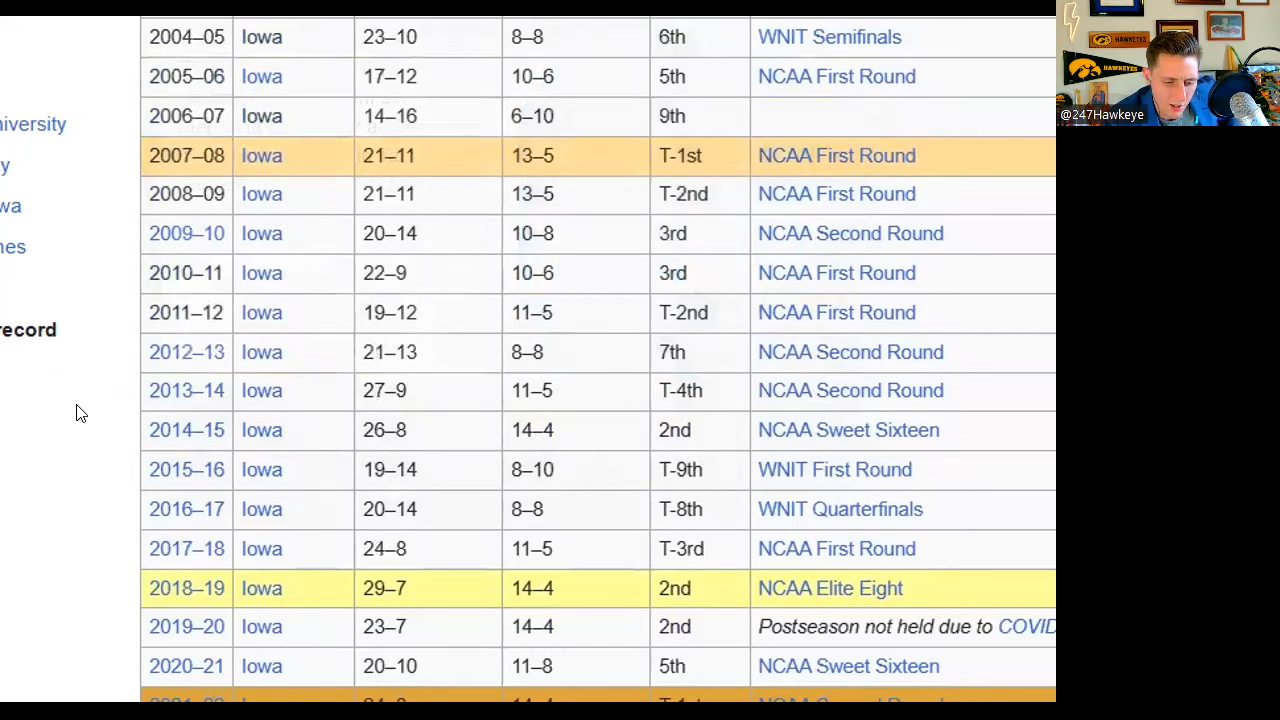 2004–05 Iowa 23–10 8–8 6th WNIT Semifinals
2005–06 Iowa 17–12 10–6 5th NCAA First Round
2006–07 Iowa 14–16 6–10 9th
2007–08 Iowa 21–11 13–5 T-1st NCAA First Round
2008–09 Iowa 21–11 13–5 T-2nd NCAA First Round
2009–10 Iowa 20–14 10–8 3rd NCAA Second Round
2010–11 Iowa 22–9 10–6 3rd NCAA First Round
2011–12 Iowa 19–12 11–5 T-2nd NCAA First Round
2012–13 Iowa 21–13 8–8 7th NCAA Second Round
2013–14 Iowa 27–9 11–5 T-4th NCAA Second Round
2014–15 Iowa 26–8 14–4 2nd NCAA Sweet Sixteen
2015–16 Iowa 19–14 8–10 T-9th WNIT First Round
2016–17 Iowa 20–14 8–8 T-8th WNIT Quarterfinals
2017–18 Iowa 24–8 11–5 T-3rd NCAA First Round
2018–19 Iowa 29–7 14–4 2nd NCAA Elite Eight
2019–20 Iowa 23–7 14–4 2nd Postseason not held due to COVID
2020–21 Iowa 20–10 11–8 5th NCAA Sweet Sixteen
niversity
y
wa
nes
record
HAWKEYES
HAWKEYES
@247Hawkeye